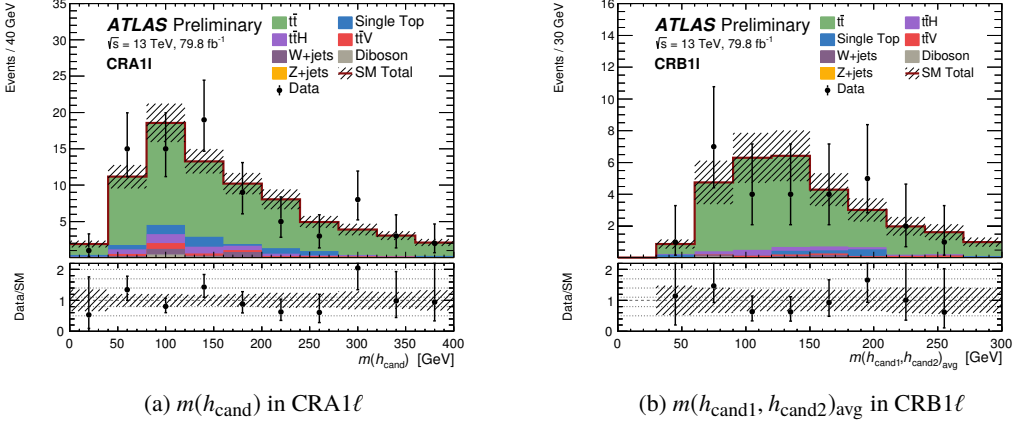 ATLAS Preliminary
√s = 13 TeV, 79.8 fb⁻¹
CRA1l
tt̄
Single Top
tt̄H
tt̄V
W+jets
Diboson
Z+jets
SM Total
Data
Events / 40 GeV
35
30
25
20
15
10
5
Data/SM
2
1
0
0 50 100 150 200 250 300 350 400
m(h_cand) [GeV]
(a) m(h_cand) in CRA1ℓ
ATLAS Preliminary
√s = 13 TeV, 79.8 fb⁻¹
CRB1l
tt̄
tt̄H
Single Top
tt̄V
W+jets
Diboson
Z+jets
SM Total
Data
Events / 30 GeV
16
14
12
10
8
6
4
2
Data/SM
2
1
0
0 50 100 150 200 250 300
m(h_cand1,h_cand2)_avg [GeV]
(b) m(h_cand1, h_cand2)_avg in CRB1ℓ